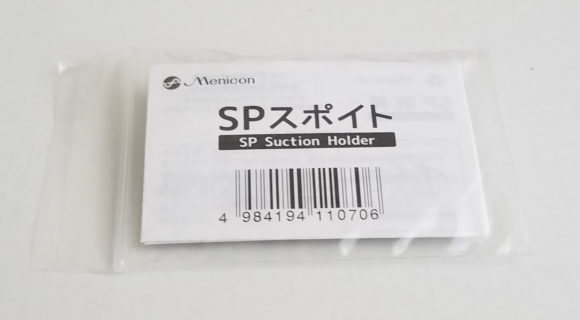 Menicon
SPスポイト
SP Suction Holder
4 984194 110706